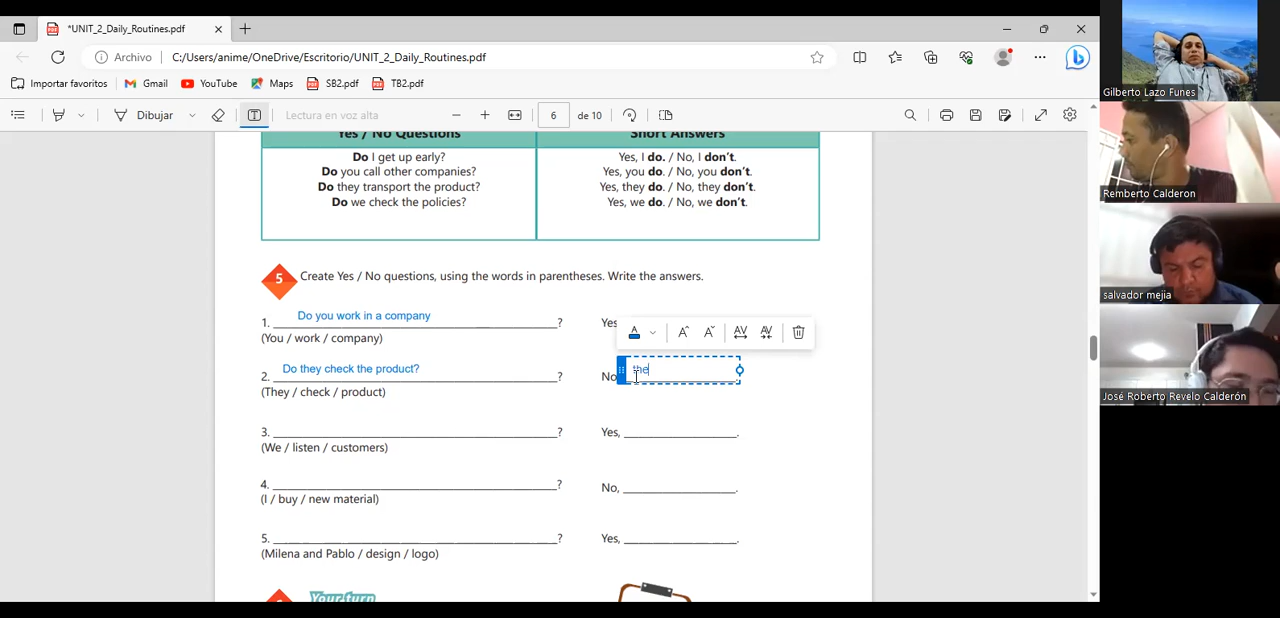 *UNIT_2_Daily_Routines.pdf
Archivo C:/Users/anime/OneDrive/Escritorio/UNIT_2_Daily_Routines.pdf
Importar favoritos Gmail YouTube Maps SB2.pdf TB2.pdf
Dibujar Lectura en voz alta 6 de 10
Yes / No Questions Short Answers
Do I get up early? Yes, I do. / No, I don't.
Do you call other companies? Yes, you do. / No, you don't.
Do they transport the product? Yes, they do. / No, they don't.
Do we check the policies? Yes, we do. / No, we don't.
5 Create Yes / No questions, using the words in parentheses. Write the answers.
Do you work in a company
1. ? Yes
(You / work / company)
Do they check the product? the
2. ? No
(They / check / product)
3. ? Yes, .
(We / listen / customers)
4. ? No, .
(I / buy / new material)
5. ? Yes, .
(Milena and Pablo / design / logo)
Your turn
Gilberto Lazo Funes
Remberto Calderon
salvador mejia
José Roberto Revelo Calderón